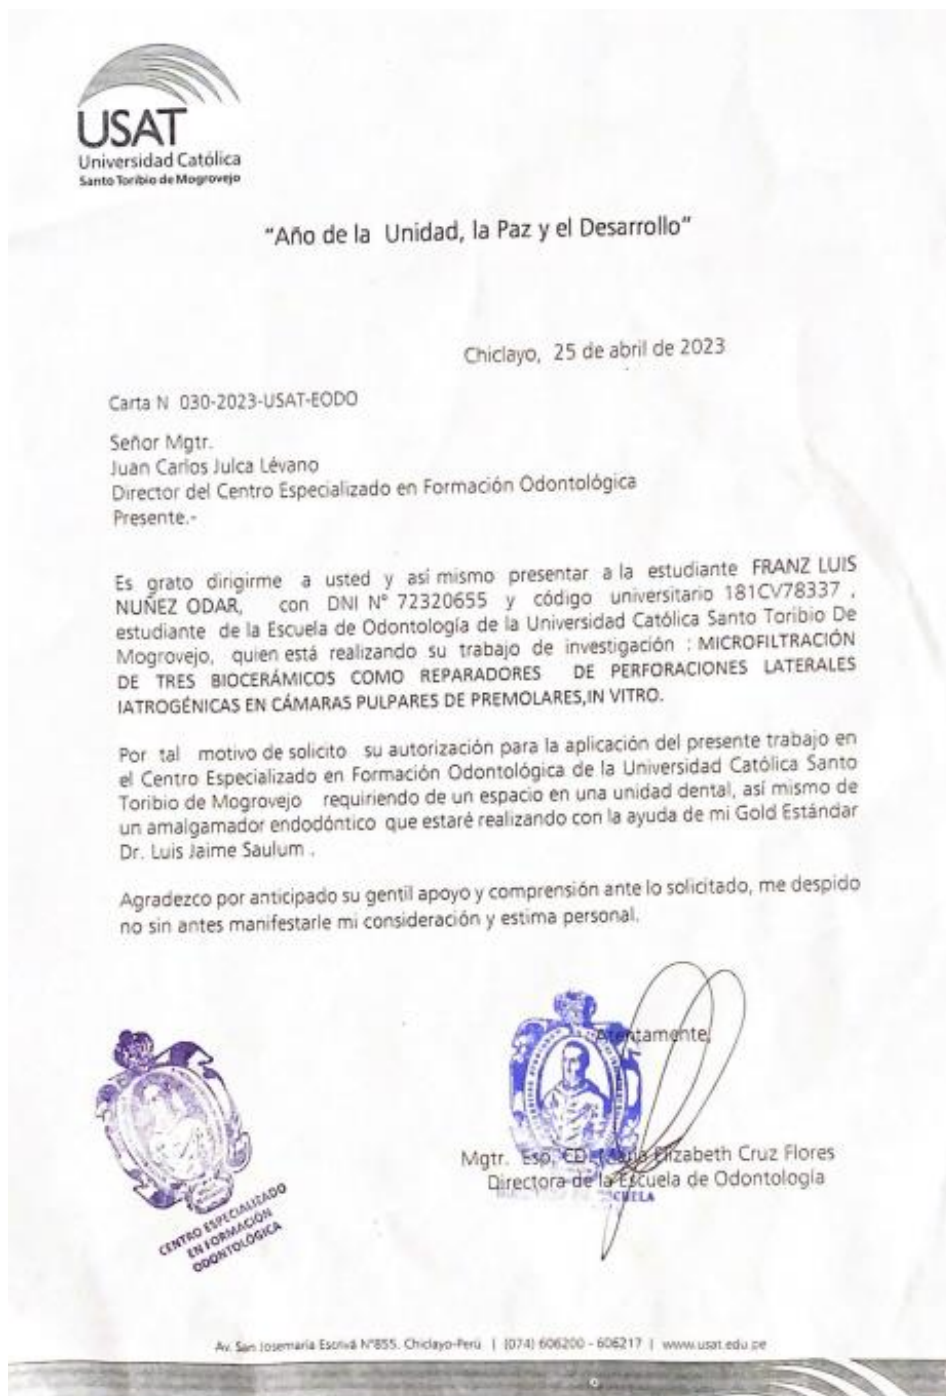 USAT
Universidad Católica
Santo Toribio de Mogrovejo
"Año de la Unidad, la Paz y el Desarrollo"
Chiclayo, 25 de abril de 2023
Carta N 030-2023-USAT-EODO
Señor Mgtr.
Juan Carlos Julca Lévano
Director del Centro Especializado en Formación Odontológica
Presente.-
Es grato dirigirme a usted y así mismo presentar a la estudiante FRANZ LUIS
NUÑEZ ODAR, con DNI N° 72320655 y código universitario 181CV78337 ,
estudiante de la Escuela de Odontología de la Universidad Católica Santo Toribio De
Mogrovejo, quien está realizando su trabajo de investigación : MICROFILTRACIÓN
DE TRES BIOCERÁMICOS COMO REPARADORES DE PERFORACIONES LATERALES
IATROGÉNICAS EN CÁMARAS PULPARES DE PREMOLARES,IN VITRO.
Por tal motivo de solicito su autorización para la aplicación del presente trabajo en
el Centro Especializado en Formación Odontológica de la Universidad Católica Santo
Toribio de Mogrovejo requiriendo de un espacio en una unidad dental, así mismo de
un amalgamador endodóntico que estaré realizando con la ayuda de mi Gold Estándar
Dr. Luis Jaime Saulum .
Agradezco por anticipado su gentil apoyo y comprensión ante lo solicitado, me despido
no sin antes manifestarle mi consideración y estima personal.
Atentamente,
Mgtr. Esp. CD. María Elizabeth Cruz Flores
Directora de la Escuela de Odontología
ESCUELA
CENTRO ESPECIALIZADO
EN FORMACIÓN
ODONTOLÓGICA
Av. San Josemaría Escrivá N°855. Chiclayo-Perú | (074) 606200 - 606217 | www.usat.edu.pe